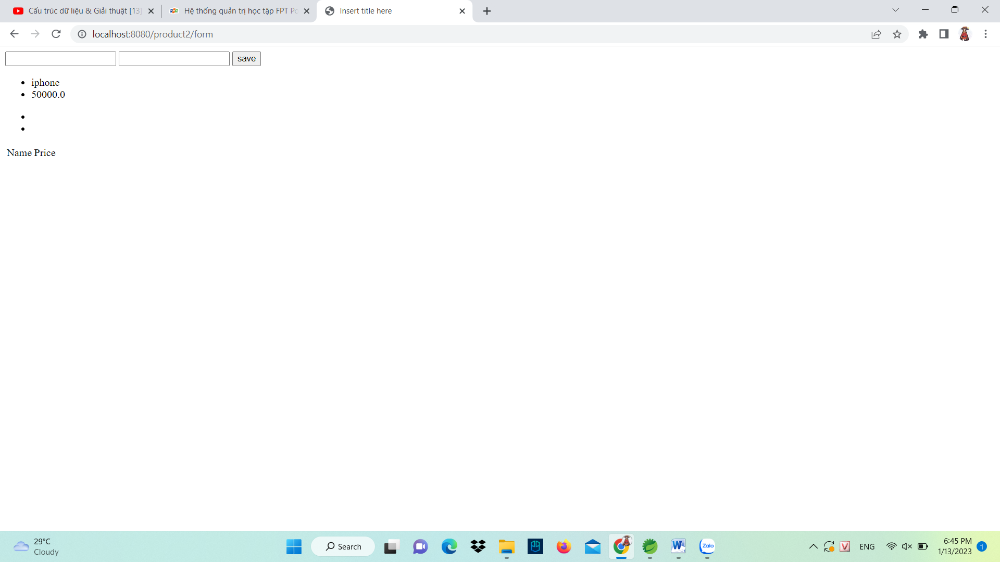 Cấu trúc dữ liệu & Giải thuật [13]
Hệ thống quản trị học tập FPT Po
Insert title here
localhost:8080/product2/form
save
iphone
50000.0
Name Price
29°C
Cloudy
Search
Zalo
ENG
6:45 PM
1/13/2023
1